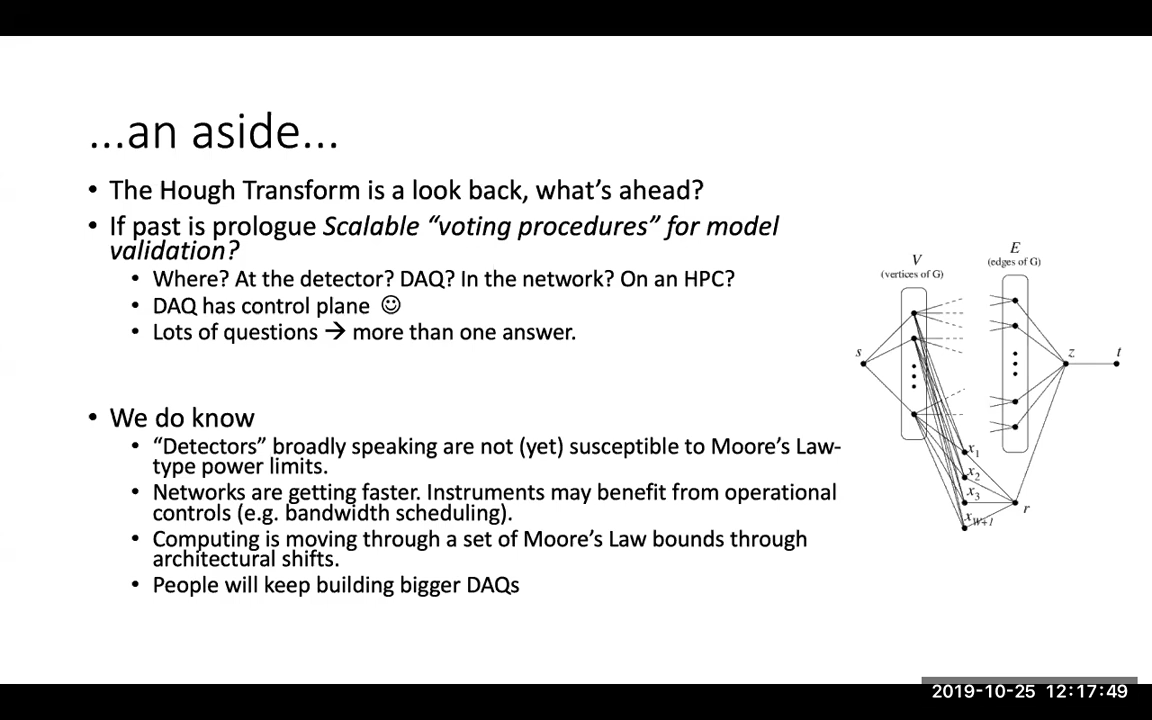 ...an aside...
• The Hough Transform is a look back, what's ahead?
• If past is prologue Scalable “voting procedures” for model
validation?
• Where? At the detector? DAQ? In the network? On an HPC?
• DAQ has control plane ☺
• Lots of questions → more than one answer.
• We do know
• “Detectors” broadly speaking are not (yet) susceptible to Moore's Law-
type power limits.
• Networks are getting faster. Instruments may benefit from operational
controls (e.g. bandwidth scheduling).
• Computing is moving through a set of Moore's Law bounds through
architectural shifts.
• People will keep building bigger DAQs
V
(vertices of G)
E
(edges of G)
s
z
t
x1
x2
x3
xW+1
r
2019-10-25 12:17:49